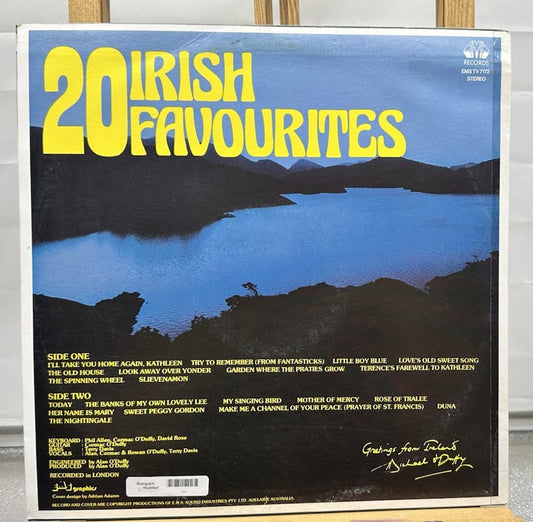 20 IRISH
FAVOURITES
RECORDS
EMS TV 7172
STEREO
SIDE ONE
I'LL TAKE YOU HOME AGAIN, KATHLEEN TRY TO REMEMBER (FROM FANTASTICKS) LITTLE BOY BLUE LOVE'S OLD SWEET SONG
THE OLD HOUSE LOOK AWAY OVER YONDER GARDEN WHERE THE PRATIES GROW TERENCE'S FAREWELL TO KATHLEEN
THE SPINNING WHEEL SLIEVENAMON
SIDE TWO
TODAY THE BANKS OF MY OWN LOVELY LEE MY SINGING BIRD MOTHER OF MERCY ROSE OF TRALEE
HER NAME IS MARY SWEET PEGGY GORDON MAKE ME A CHANNEL OF YOUR PEACE (PRAYER OF ST. FRANCIS) DUNA
THE NIGHTINGALE
KEYBOARD : Phil Allen, Cormac O'Duffy, David Rose
GUITAR : Cormac O'Duffy
BASS : Terry Davis
VOCALS : Alan, Cormac & Rowan O'Duffy, Terry Davis
ENGINEERED by Alan O'Duffy
PRODUCED by Alan O'Duffy
RECORDED in LONDON
graphics
Cover design by Adrian Adams
Bargain
Hunter
Greetings from Ireland
Michael O'Duffy
RECORD AND COVER ARE COPYRIGHT PRODUCTIONS OF E.M.S. SOUND INDUSTRIES PTY. LTD. ADELAIDE AUSTRALIA.